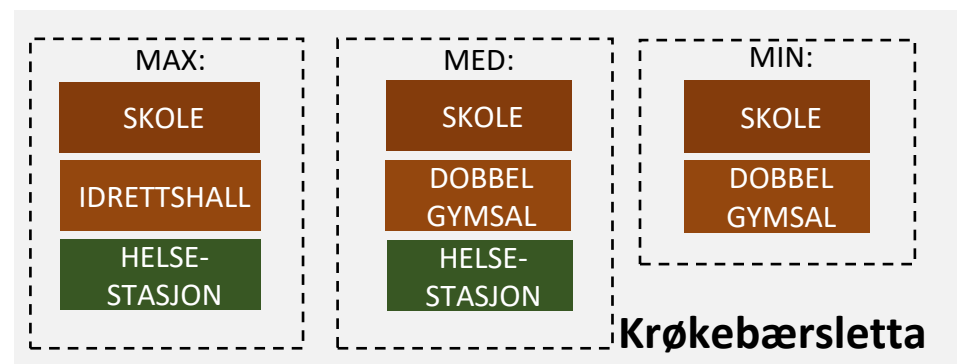 MAX:
SKOLE
IDRETTSHALL
HELSE-
STASJON
MED:
SKOLE
DOBBEL
GYMSAL
HELSE-
STASJON
MIN:
SKOLE
DOBBEL
GYMSAL
Krøkebærsletta